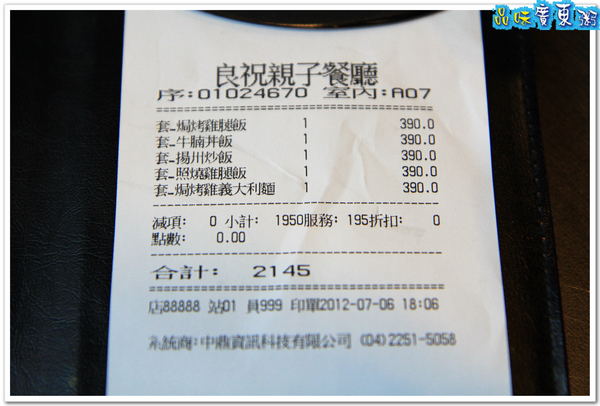 品味廣東粥
良祝親子餐廳
序:01024670 室內:A07
套_焗烤雞腿飯 1 390.0
套_牛腩丼飯 1 390.0
套_揚州炒飯 1 390.0
套_照燒雞腿飯 1 390.0
套_焗烤雞義大利麵 1 390.0
減項: 0 小計: 1950服務: 195折扣: 0
點數: 0.00
合計: 2145
店88888 站01 員999 印單2012-07-06 18:06
系統商:中鼎資訊科技有限公司 (04)2251-5058